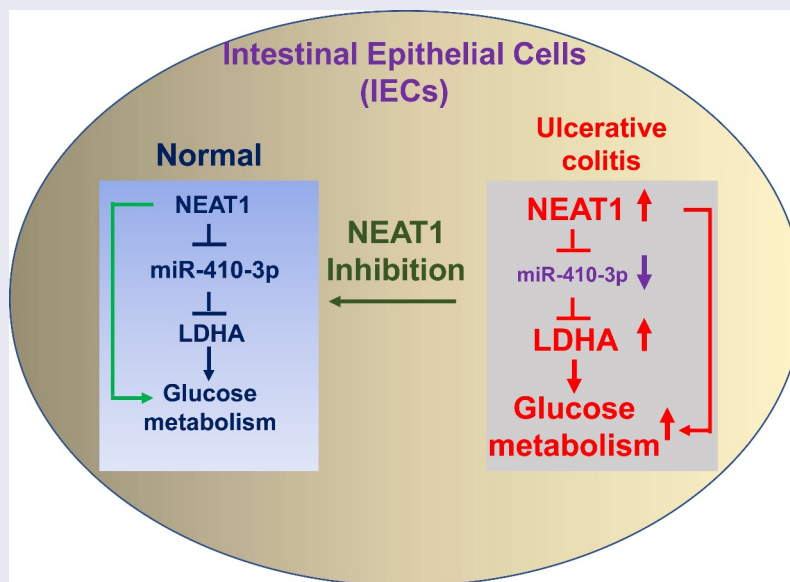 Intestinal Epithelial Cells
(IECs)
Normal
NEAT1
miR-410-3p
LDHA
Glucose
metabolism
NEAT1
Inhibition
Ulcerative
colitis
NEAT1
miR-410-3p
LDHA
Glucose
metabolism